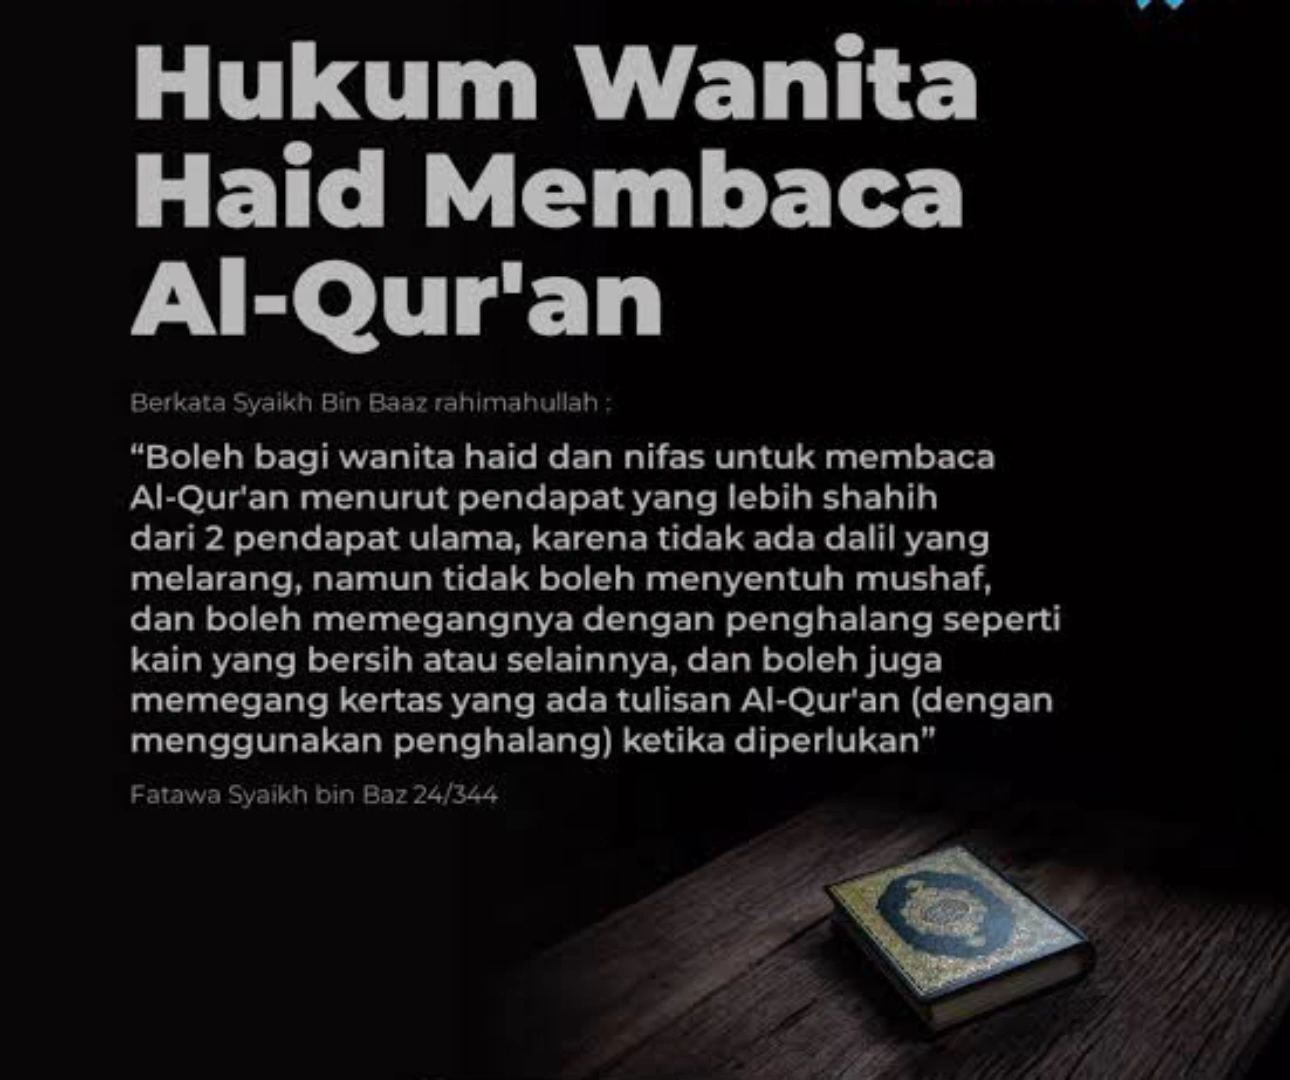 Hukum Wanita
Haid Membaca
Al-Qur'an
Berkata Syaikh Bin Baaz rahimahullah :
“Boleh bagi wanita haid dan nifas untuk membaca
Al-Qur'an menurut pendapat yang lebih shahih
dari 2 pendapat ulama, karena tidak ada dalil yang
melarang, namun tidak boleh menyentuh mushaf,
dan boleh memegangnya dengan penghalang seperti
kain yang bersih atau selainnya, dan boleh juga
memegang kertas yang ada tulisan Al-Qur'an (dengan
menggunakan penghalang) ketika diperlukan”
Fatawa Syaikh bin Baz 24/344